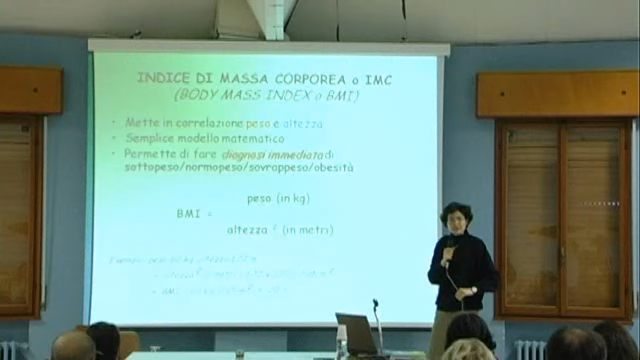 INDICE DI MASSA CORPOREA o IMC
(BODY MASS INDEX o BMI)
• Mette in correlazione peso e altezza
• Semplice modello matematico
• Permette di fare diagnosi immediata di
sottopeso/normopeso/sovrappeso/obesità
peso (in kg)
BMI =
altezza ² (in metri)